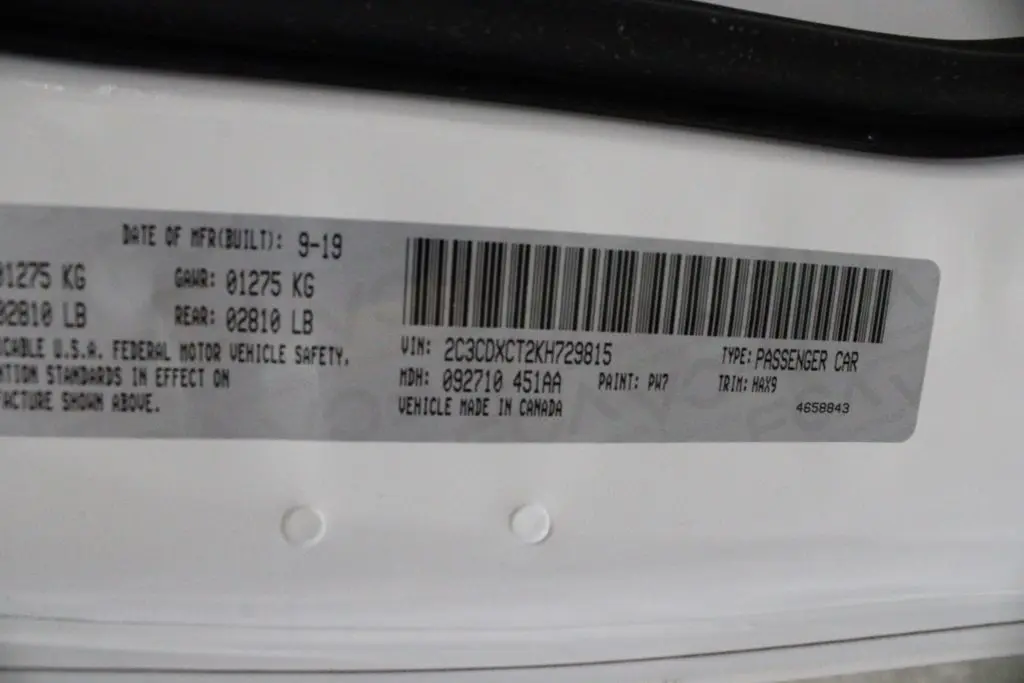 DATE OF MFR(BUILT): 9-19
01275 KG GAWR: 01275 KG
02810 LB REAR: 02810 LB
U.S.A. FEDERAL MOTOR VEHICLE SAFETY,
STANDARDS IN EFFECT ON
SHOWN ABOVE.
VIN: 2C3CDXCT2KH729815 TYPE: PASSENGER CAR
MDH: 092710 451AA PAINT: PW7 TRIM: HAX9
VEHICLE MADE IN CANADA 4658843